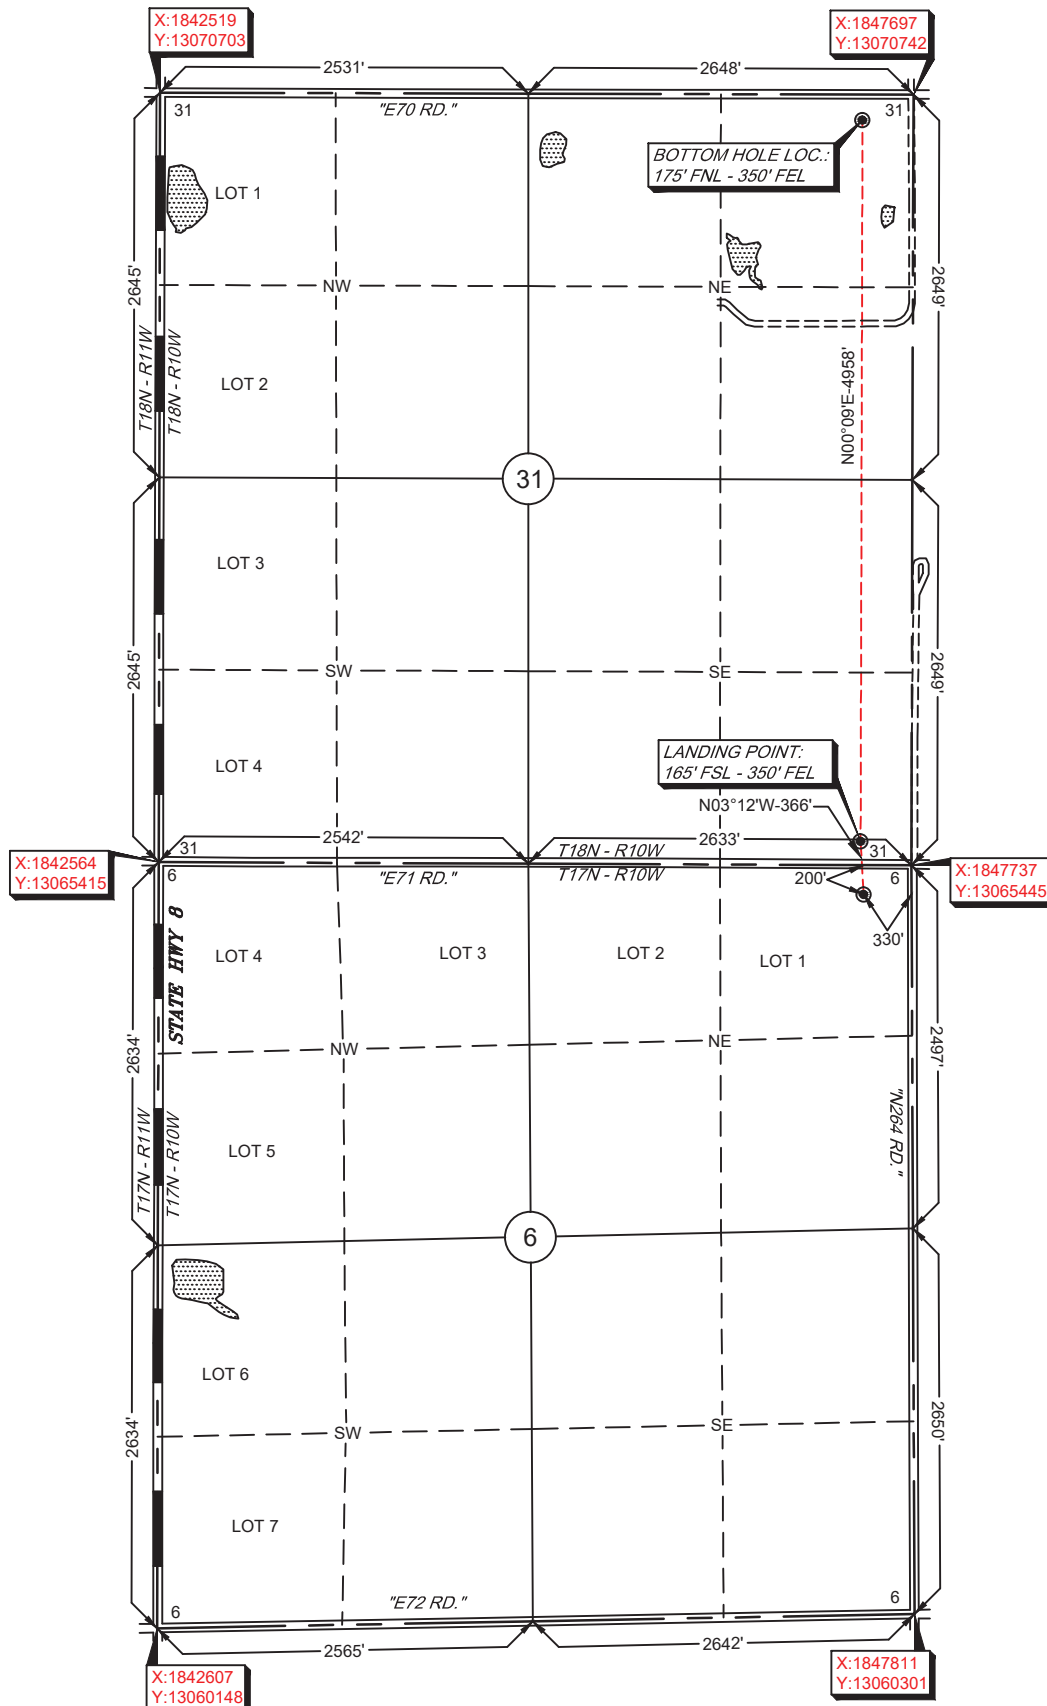 X:1842519
Y:13070703
X:1847697
Y:13070742
2531'
2648'
31
"E70 RD."
31
BOTTOM HOLE LOC.:
175' FNL - 350' FEL
LOT 1
2645'
NW
NE
2649'
T18N - R11W
T18N - R10W
LOT 2
N00°09'E-4958'
31
LOT 3
2645'
SW
SE
2649'
LANDING POINT:
165' FSL - 350' FEL
LOT 4
N03°12'W-366'
2542'
2633'
31
T18N - R10W
31
X:1842564
Y:13065415
6
"E71 RD."
T17N - R10W
200'
6
X:1847737
Y:13065445
330'
STATE HWY 8
LOT 4
LOT 3
LOT 2
LOT 1
2634'
NW
NE
2497'
T17N - R11W
T17N - R10W
LOT 5
"N264 RD."
6
LOT 6
2634'
SW
SE
2650'
LOT 7
6
"E72 RD."
6
2565'
2642'
X:1842607
Y:13060148
X:1847811
Y:13060301